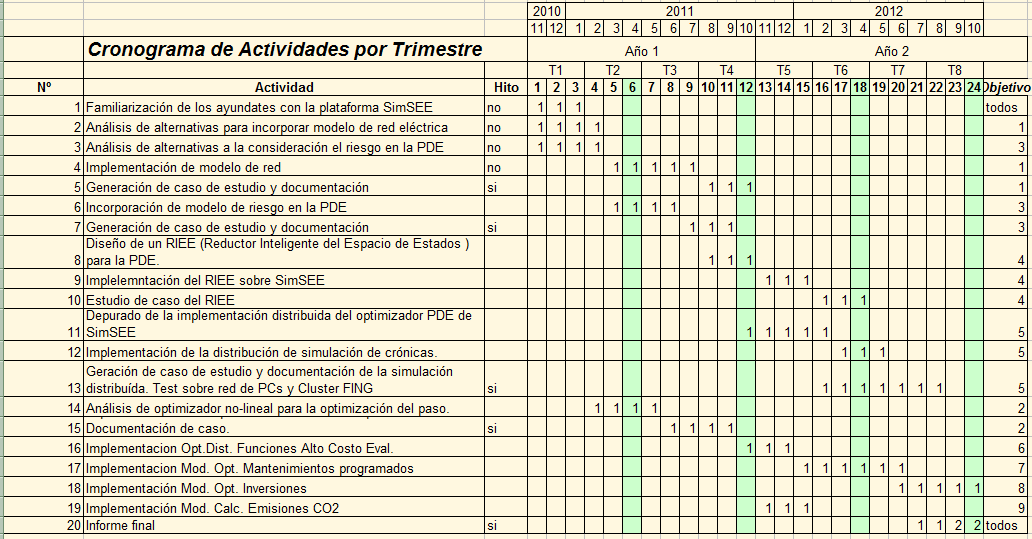 2010 2011 2012
11 12 1 2 3 4 5 6 7 8 9 10 11 12 1 2 3 4 5 6 7 8 9 10
Cronograma de Actividades por Trimestre Año 1 Año 2
T1 T2 T3 T4 T5 T6 T7 T8
Nº Actividad Hito 1 2 3 4 5 6 7 8 9 10 11 12 13 14 15 16 17 18 19 20 21 22 23 24 Objetivo
1 Familiarización de los ayundates con la plataforma SimSEE no 1 1 1 todos
2 Análisis de alternativas para incorporar modelo de red eléctrica no 1 1 1 1 1
3 Análisis de alternativas a la consideración el riesgo en la PDE no 1 1 1 1 3
4 Implementación de modelo de red no 1 1 1 1 1 1
5 Generación de caso de estudio y documentación si 1 1 1 1
6 Incorporación de modelo de riesgo en la PDE 1 1 1 1 3
7 Generación de caso de estudio y documentación si 1 1 1 3
Diseño de un RIEE (Reductor Inteligente del Espacio de Estados )
8 para la PDE. 1 1 1 4
9 Implelemntación del RIEE sobre SimSEE 1 1 1 4
10 Estudio de caso del RIEE 1 1 1 4
Depurado de la implementación distribuida del optimizador PDE de
11 SimSEE 1 1 1 1 1 5
12 Implementación de la distribución de simulación de crónicas. 1 1 1 5
Geración de caso de estudio y documentación de la simulación
13 distribuída. Test sobre red de PCs y Cluster FING si 1 1 1 1 1 1 1 5
14 Análisis de optimizador no-lineal para la optimización del paso. 1 1 1 1 2
15 Documentación de caso. si 1 1 1 1 2
16 Implementacion Opt.Dist. Funciones Alto Costo Eval. 1 1 1 6
17 Implementacion Mod. Opt. Mantenimientos programados 1 1 1 1 1 1 7
18 Implementación Mod. Opt. Inversiones 1 1 1 1 1 8
19 Implementación Mod. Calc. Emisiones CO2 1 1 1 9
20 Informe final si 1 1 2 2 todos